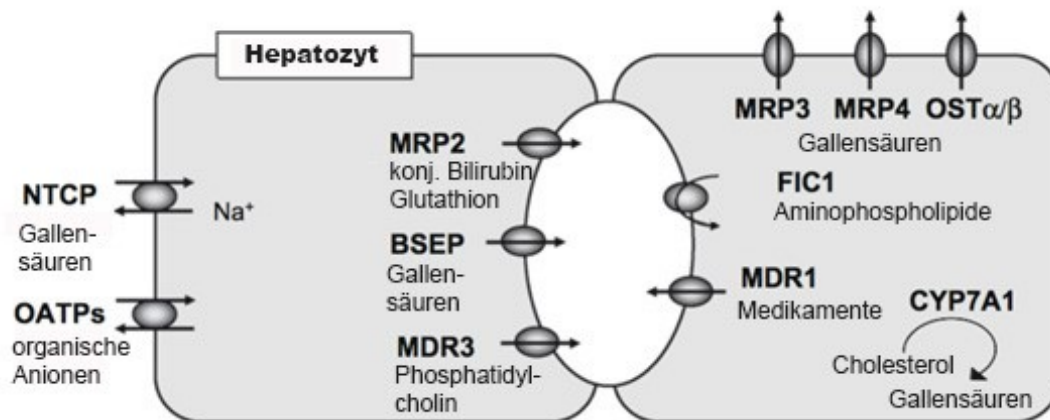 Hepatozyt
NTCP
Gallen-
säuren
Na⁺
OATPs
organische
Anionen
MRP2
konj. Bilirubin
Glutathion
BSEP
Gallen-
säuren
MDR3
Phosphatidyl-
cholin
MRP3 MRP4 OSTα/β
Gallensäuren
FIC1
Aminophospholipide
MDR1
Medikamente
CYP7A1
Cholesterol
Gallensäuren